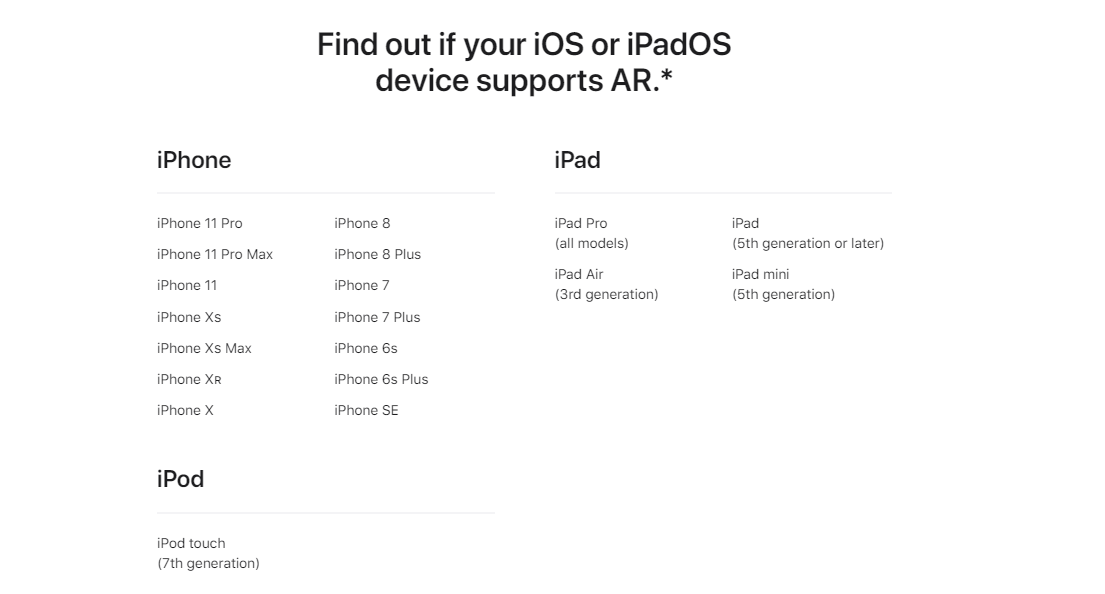 Find out if your iOS or iPadOS
device supports AR.*
iPhone
iPhone 11 Pro
iPhone 11 Pro Max
iPhone 11
iPhone Xs
iPhone Xs Max
iPhone XR
iPhone X
iPhone 8
iPhone 8 Plus
iPhone 7
iPhone 7 Plus
iPhone 6s
iPhone 6s Plus
iPhone SE
iPad
iPad Pro
(all models)
iPad Air
(3rd generation)
iPad
(5th generation or later)
iPad mini
(5th generation)
iPod
iPod touch
(7th generation)